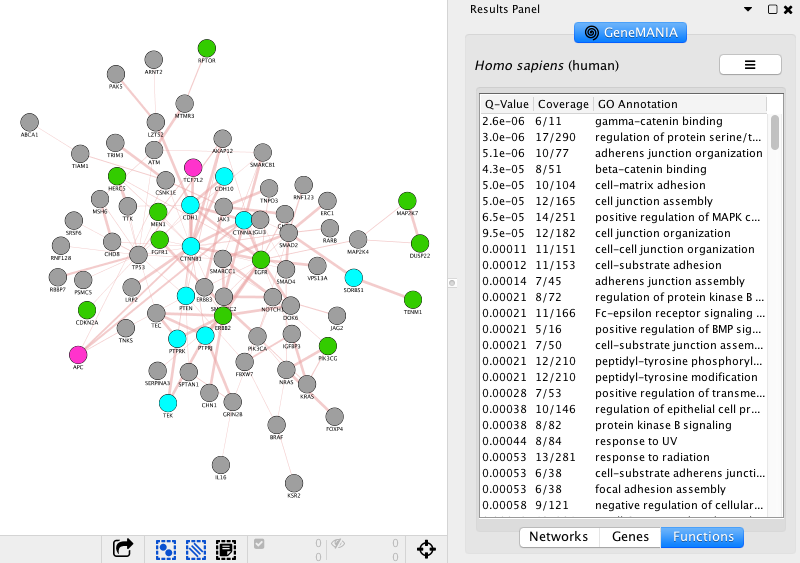 Results Panel
GeneMANIA
Homo sapiens (human)
Q-Value Coverage GO Annotation
2.6e-06 6/11 gamma-catenin binding
3.0e-06 17/290 regulation of protein serine/t...
5.1e-06 10/77 adherens junction organization
4.3e-05 8/51 beta-catenin binding
5.0e-05 10/104 cell-matrix adhesion
5.0e-05 12/165 cell junction assembly
6.5e-05 14/251 positive regulation of MAPK c...
9.5e-05 12/182 cell junction organization
0.00011 11/151 cell-cell junction organization
0.00011 12/153 cell-substrate adhesion
0.00014 7/45 adherens junction assembly
0.00021 8/72 regulation of protein kinase B ...
0.00021 11/166 Fc-epsilon receptor signaling ...
0.00021 5/16 positive regulation of BMP sig...
0.00021 7/50 cell-substrate junction assem...
0.00021 12/210 peptidyl-tyrosine phosphoryl...
0.00021 12/210 peptidyl-tyrosine modification
0.00028 7/53 positive regulation of transme...
0.00038 10/146 regulation of epithelial cell pr...
0.00038 8/82 protein kinase B signaling
0.00044 8/84 response to UV
0.00053 13/281 response to radiation
0.00053 6/38 cell-substrate adherens juncti...
0.00053 6/38 focal adhesion assembly
0.00058 9/121 negative regulation of cellular...
Networks Genes Functions
RPTOR
ARNT2
PAK5
MTMR3
ABCA1
LZTS2
TRIM3
ATM
AKAP12
TIAM1
SMARCB1
TCF7L2
HERC5
CSNK1E
CDH10
TNPO3
RNF123
MSH6
TTK
MEN1
CDH1
JAK3
ERC1
MAP2K7
SRSF6
CTNNA1
RARB
RNF128
CHD8
FGFR1
CTNNB1
SMAD2
MAP2K4
DUSP22
TP53
SMARCC1
EGFR
RBBP7
PSMC5
SMAD4
VPS13A
SORBS1
LRP2
PTEN
ERBB3
NOTCH1
TENM1
CDKN2A
TEC
ERBB2
DOK6
JAG2
TNKS
PTPRK
PTPRJ
PIK3CA
IGFBP3
PIK3CG
APC
SERPINA3
SPTAN1
FBXW7
NRAS
KRAS
TEK
CHN1
GRIN2B
FOXP4
BRAF
IL16
KSR2
0 0
0 0